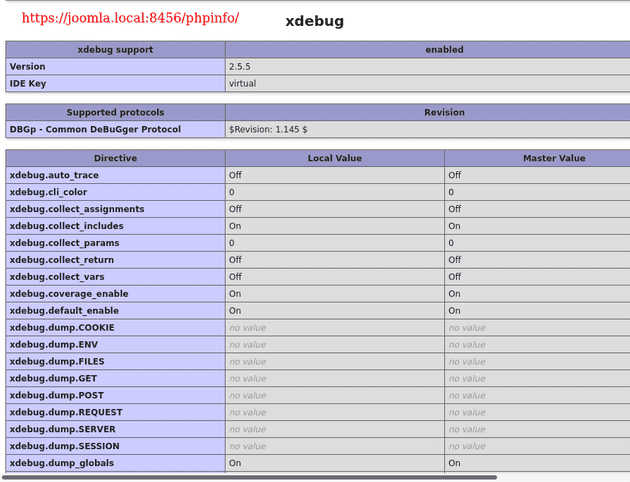 https://joomla.local:8456/phpinfo/
xdebug
xdebug support enabled
Version 2.5.5
IDE Key virtual
Supported protocols Revision
DBGp - Common DeBuGger Protocol $Revision: 1.145 $
Directive Local Value Master Value
xdebug.auto_trace Off Off
xdebug.cli_color 0 0
xdebug.collect_assignments Off Off
xdebug.collect_includes On On
xdebug.collect_params 0 0
xdebug.collect_return Off Off
xdebug.collect_vars Off Off
xdebug.coverage_enable On On
xdebug.default_enable On On
xdebug.dump.COOKIE no value no value
xdebug.dump.ENV no value no value
xdebug.dump.FILES no value no value
xdebug.dump.GET no value no value
xdebug.dump.POST no value no value
xdebug.dump.REQUEST no value no value
xdebug.dump.SERVER no value no value
xdebug.dump.SESSION no value no value
xdebug.dump_globals On On